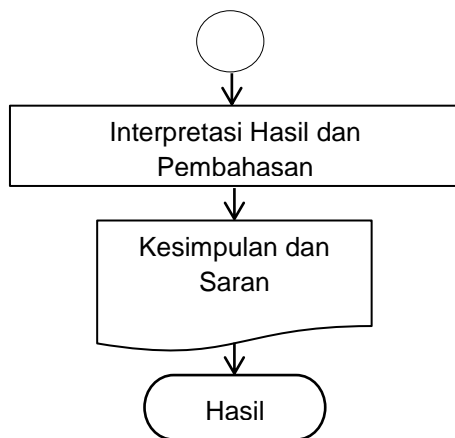 Interpretasi Hasil dan
Pembahasan
Kesimpulan dan
Saran
Hasil